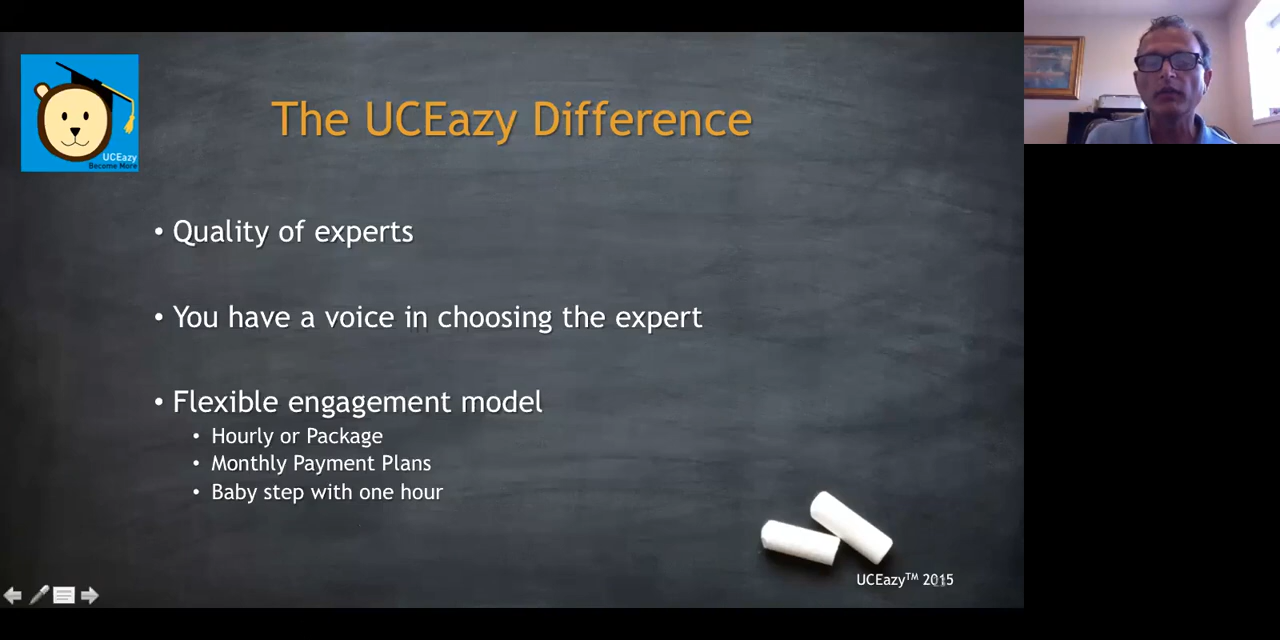 The UCEazy Difference
UCEazy
Become More
• Quality of experts
• You have a voice in choosing the expert
• Flexible engagement model
• Hourly or Package
• Monthly Payment Plans
• Baby step with one hour
UCEazy™ 2015